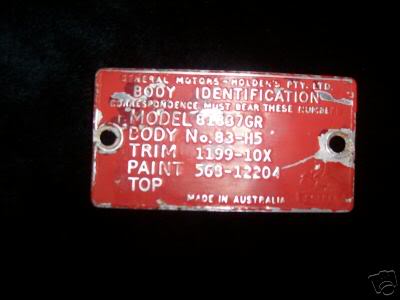 GENERAL MOTORS - HOLDEN'S PTY. LTD.
BODY IDENTIFICATION
CORRESPONDENCE MUST BEAR THESE NUMBERS
MODEL 81837GR
BODY No. 83-H5
TRIM 1199-10X
PAINT 568-12204
TOP
MADE IN AUSTRALIA